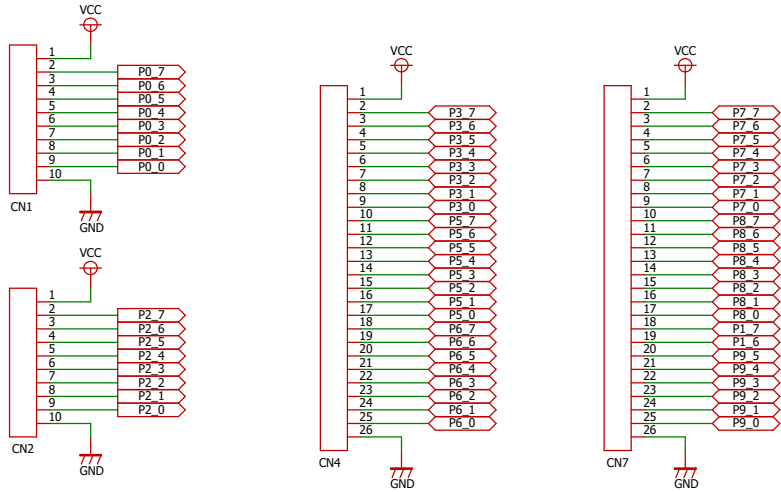 VCC
1
2 P0_7
3 P0_6
4 P0_5
5 P0_4
6 P0_3
7 P0_2
8 P0_1
9 P0_0
10
CN1
GND
VCC
1
2 P2_7
3 P2_6
4 P2_5
5 P2_4
6 P2_3
7 P2_2
8 P2_1
9 P2_0
10
CN2
GND
VCC
1
2 P3_7
3 P3_6
4 P3_5
5 P3_4
6 P3_3
7 P3_2
8 P3_1
9 P3_0
10 P5_7
11 P5_6
12 P5_5
13 P5_4
14 P5_3
15 P5_2
16 P5_1
17 P5_0
18 P6_7
19 P6_6
20 P6_5
21 P6_4
22 P6_3
23 P6_2
24 P6_1
25 P6_0
26
CN4
GND
VCC
1
2 P7_7
3 P7_6
4 P7_5
5 P7_4
6 P7_3
7 P7_2
8 P7_1
9 P7_0
10 P8_7
11 P8_6
12 P8_5
13 P8_4
14 P8_3
15 P8_2
16 P8_1
17 P8_0
18 P1_7
19 P1_6
20 P9_5
21 P9_4
22 P9_3
23 P9_2
24 P9_1
25 P9_0
26
CN7
GND